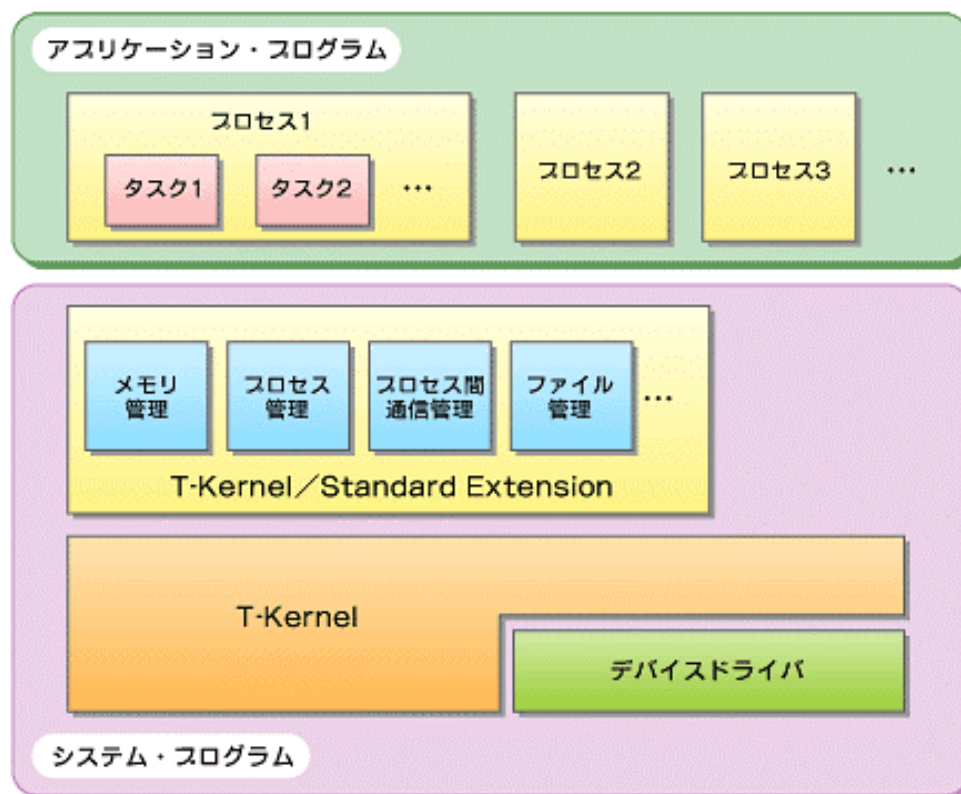 アプリケーション・プログラム
プロセス1
タスク1
タスク2
…
プロセス2
プロセス3
…
メモリ
管理
プロセス
管理
プロセス間
通信管理
ファイル
管理
…
T-Kernel／Standard Extension
T-Kernel
デバイスドライバ
システム・プログラム